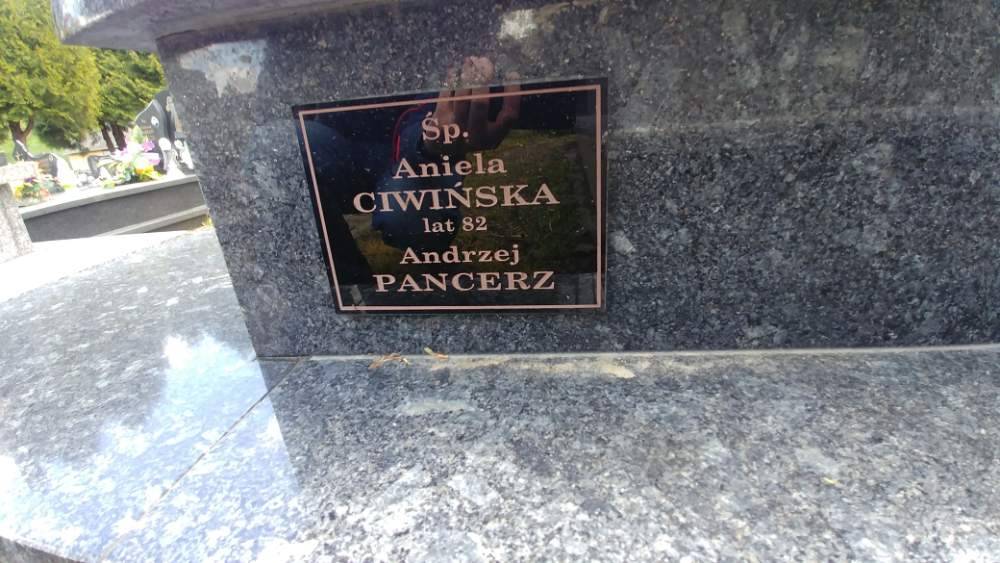 Śp.
Aniela
CIWIŃSKA
lat 82
Andrzej
PANCERZ